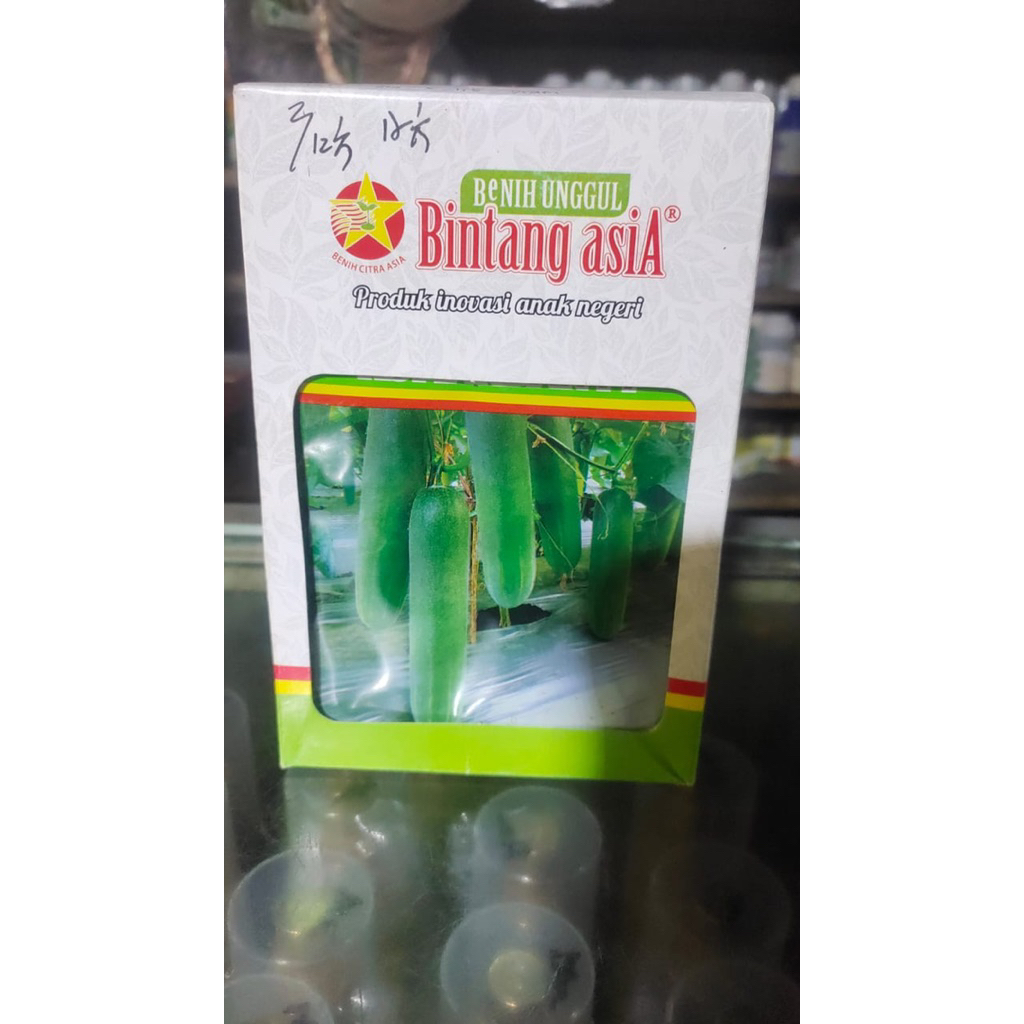 BeNIH UNGGUL
Bintang asiA®
BENIH CITRA ASIA
Produk inovasi anak negeri